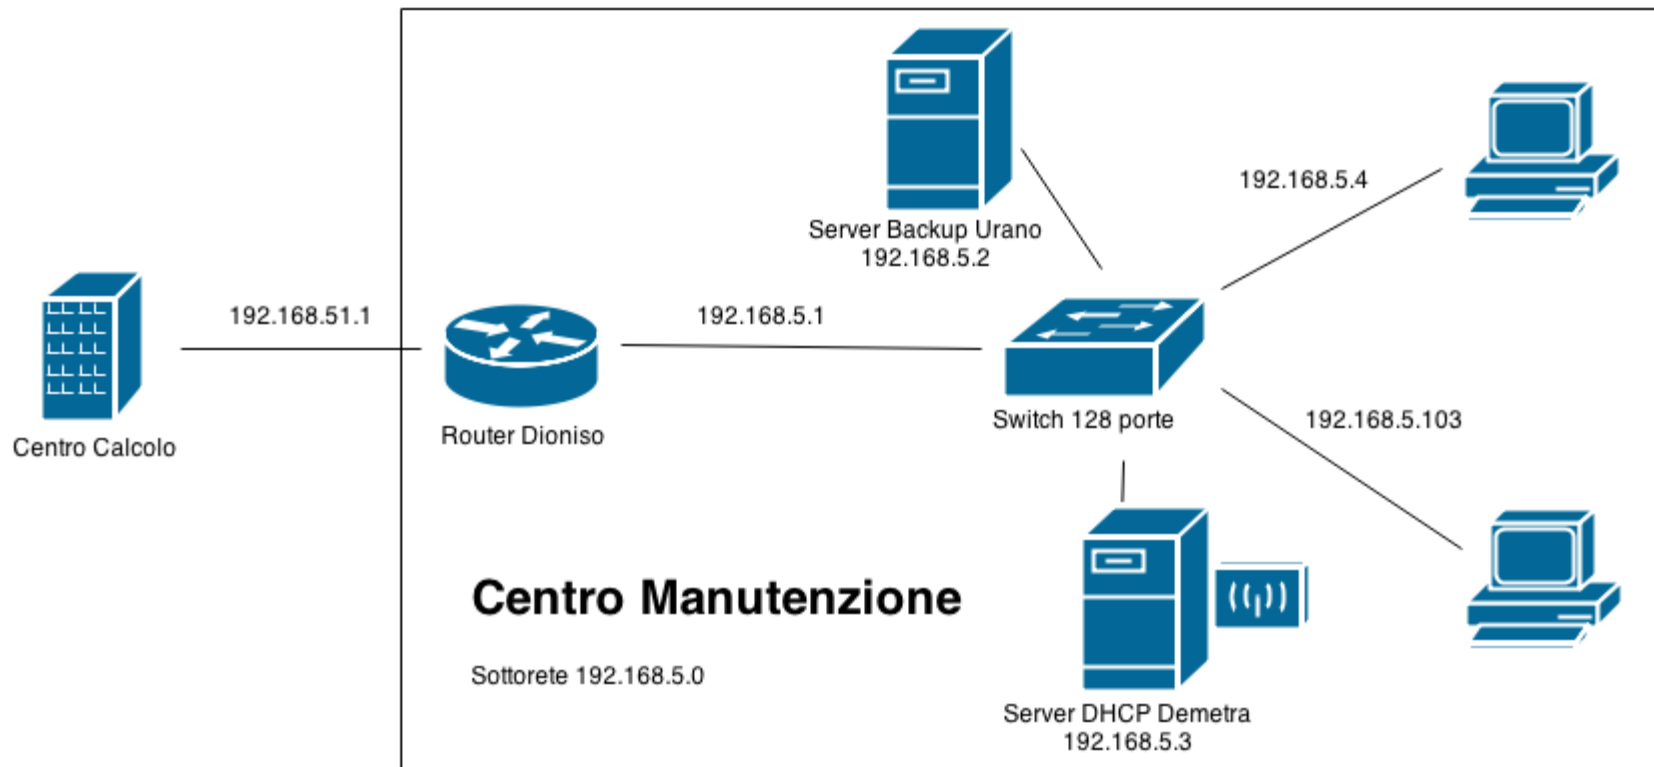 Server Backup Urano
192.168.5.2
192.168.5.4
192.168.51.1
192.168.5.1
Centro Calcolo
Router Dioniso
Switch 128 porte
192.168.5.103
Centro Manutenzione
Sottorete 192.168.5.0
Server DHCP Demetra
192.168.5.3